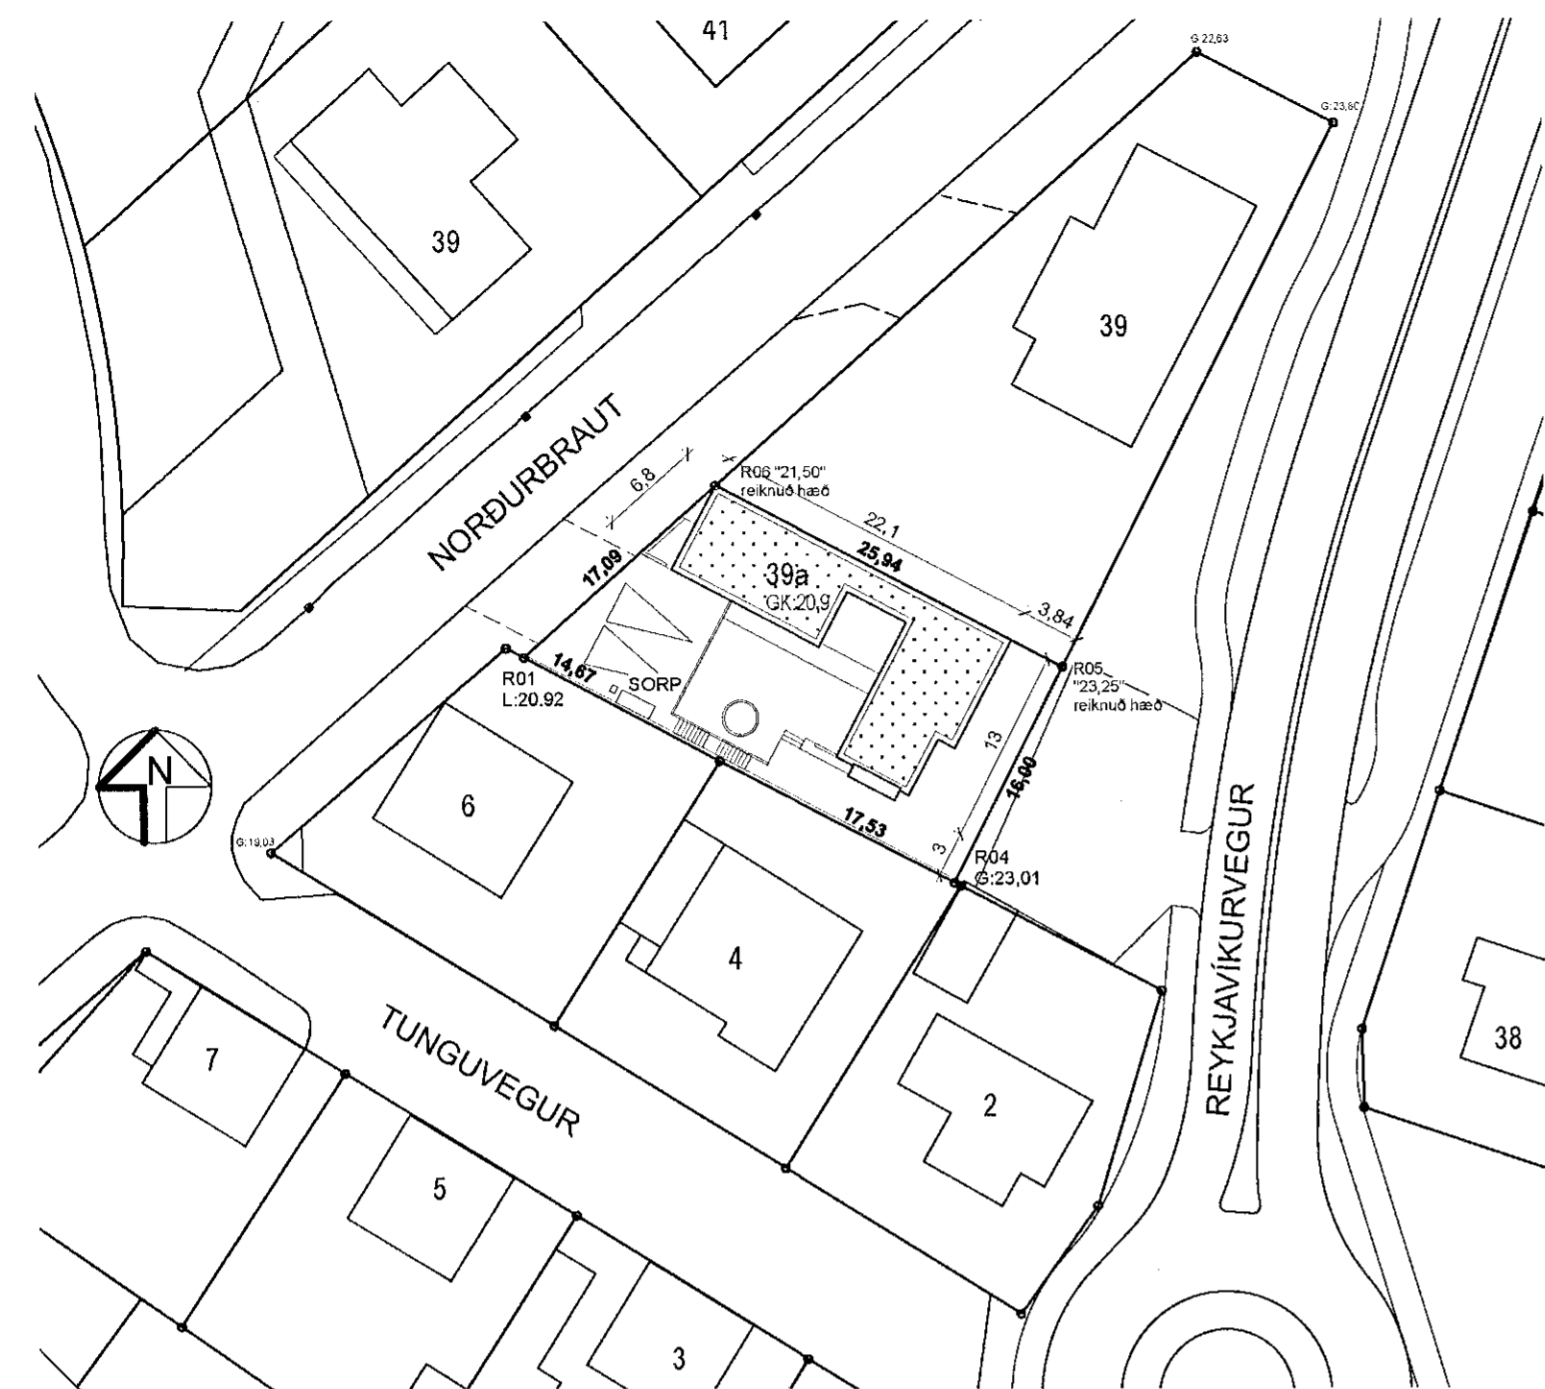 41
G:22,63
G:23,60
39
39
NORÐURBRAUT
6,8
R06 "21,50"
reiknuð hæð
22,1
25,94
17,09
39a
GK:20,9
3,84
R01
L:20.92
14,67
SORP
R05
"23,25"
reiknuð hæð
13
16,00
N
6
G:19,03
17,53
3
R04
G:23,01
4
REYKJAVÍKURVEGUR
TUNGUVEGUR
7
2
38
5
3